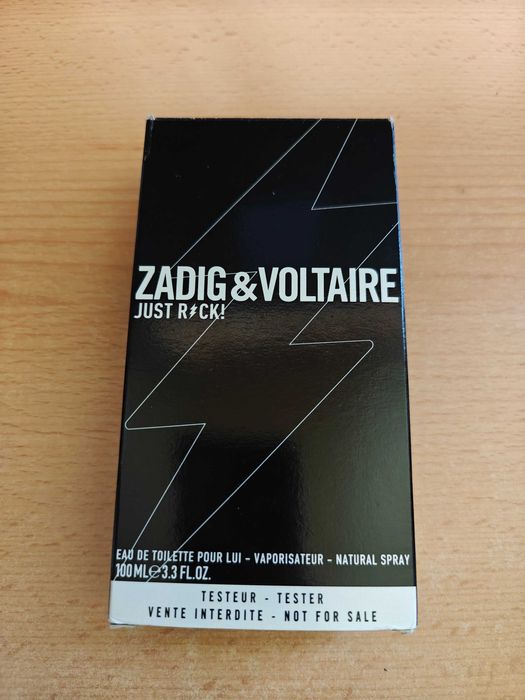 ZADIG&VOLTAIRE
JUST R⚡CK!
EAU DE TOILETTE POUR LUI - VAPORISATEUR - NATURAL SPRAY
100ML℮3.3 FL.OZ.
TESTEUR - TESTER
VENTE INTERDITE - NOT FOR SALE